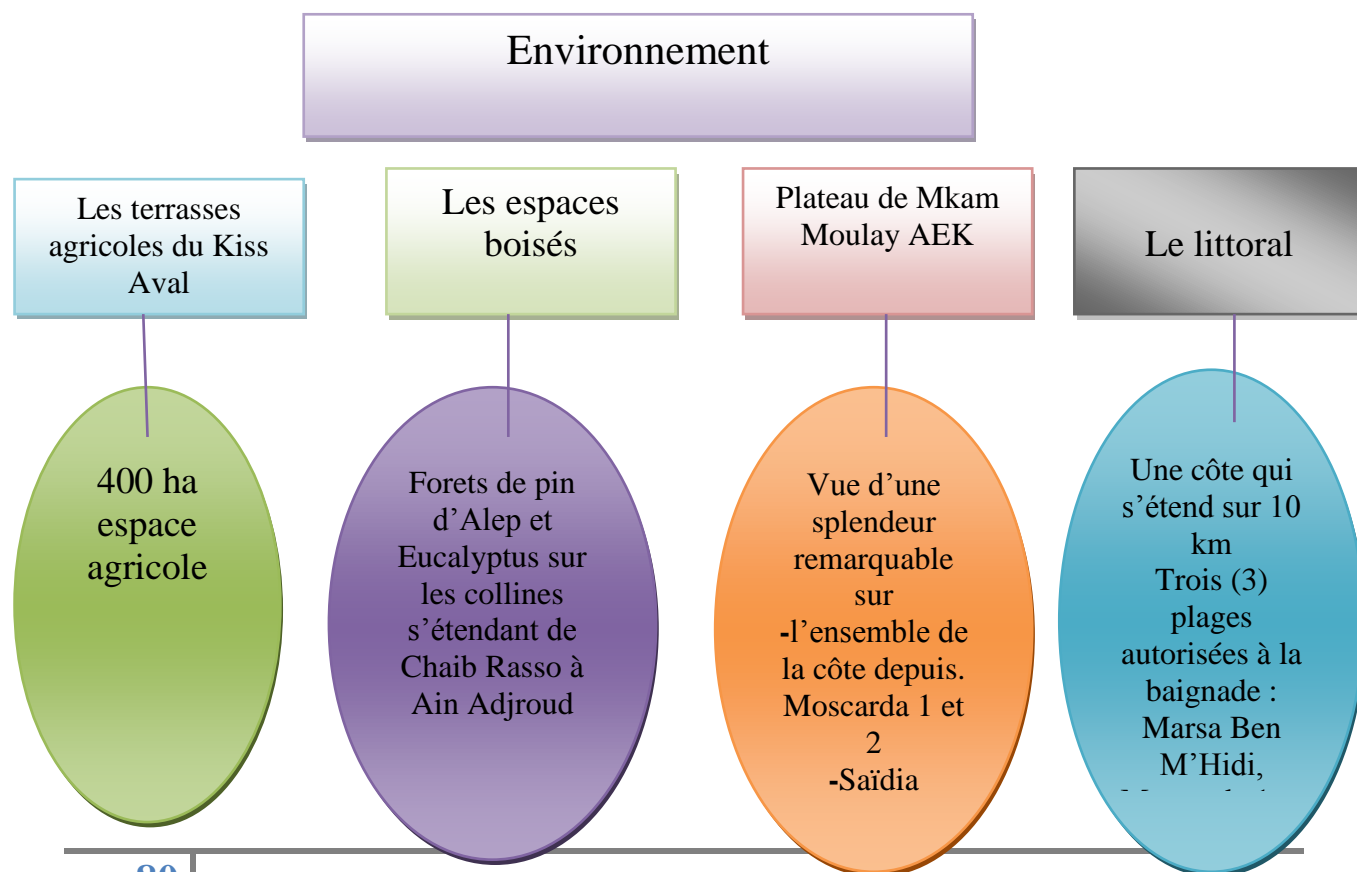 Environnement
Les terrasses
agricoles du Kiss
Aval
Les espaces
boisés
Plateau de Mkam
Moulay AEK
Le littoral
400 ha
espace
agricole
Forets de pin
d’Alep et
Eucalyptus sur
les collines
s’étendant de
Chaib Rasso à
Ain Adjroud
Vue d’une
splendeur
remarquable
sur
-l’ensemble de
la côte depuis.
Moscarda 1 et
2
-Saïdia
Une côte qui
s’étend sur 10
km
Trois (3)
plages
autorisées à la
baignade :
Marsa Ben
M’Hidi,